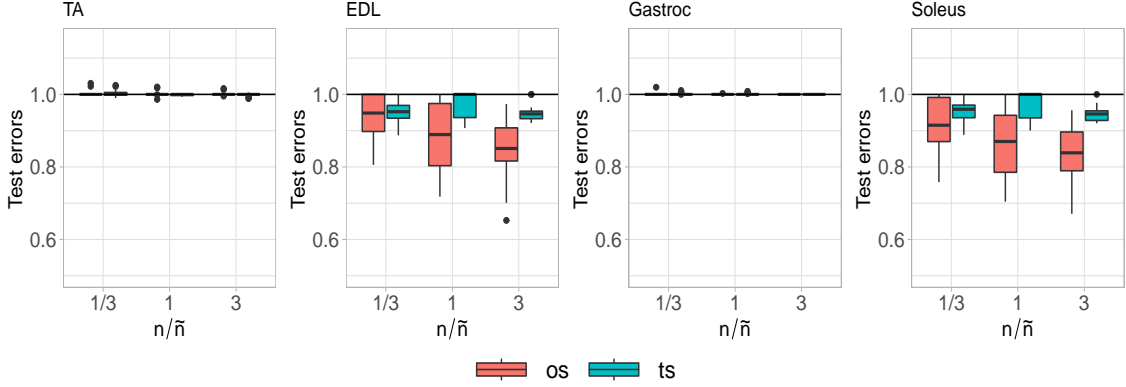 TA
EDL
Gastroc
Soleus
Test errors
1.0
0.8
0.6
1/3 1 3
n/ñ
Test errors
1.0
0.8
0.6
1/3 1 3
n/ñ
Test errors
1.0
0.8
0.6
1/3 1 3
n/ñ
Test errors
1.0
0.8
0.6
1/3 1 3
n/ñ
os ts